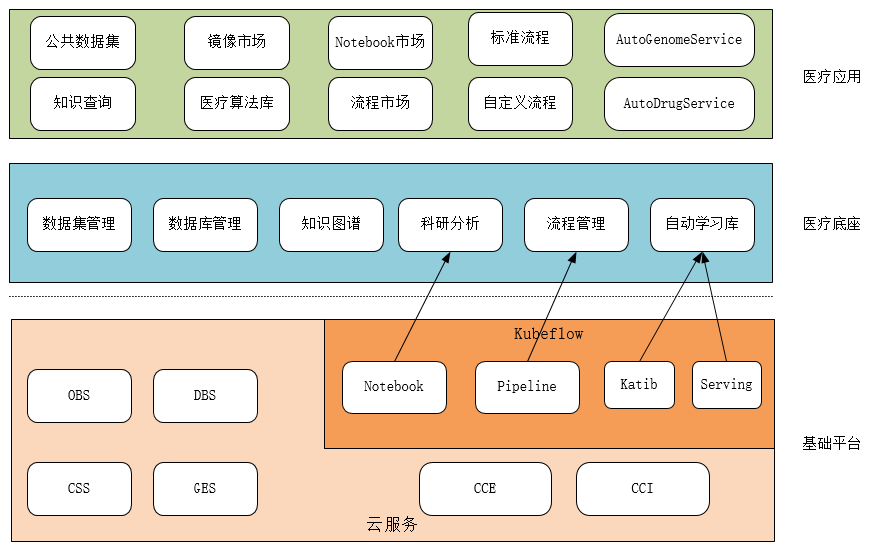 公共数据集
镜像市场
Notebook市场
标准流程
AutoGenomeService
知识查询
医疗算法库
流程市场
自定义流程
AutoDrugService
医疗应用
数据集管理
数据库管理
知识图谱
科研分析
流程管理
自动学习库
医疗底座
Kubeflow
Notebook
Pipeline
Katib
Serving
OBS
DBS
基础平台
CSS
GES
CCE
CCI
云服务